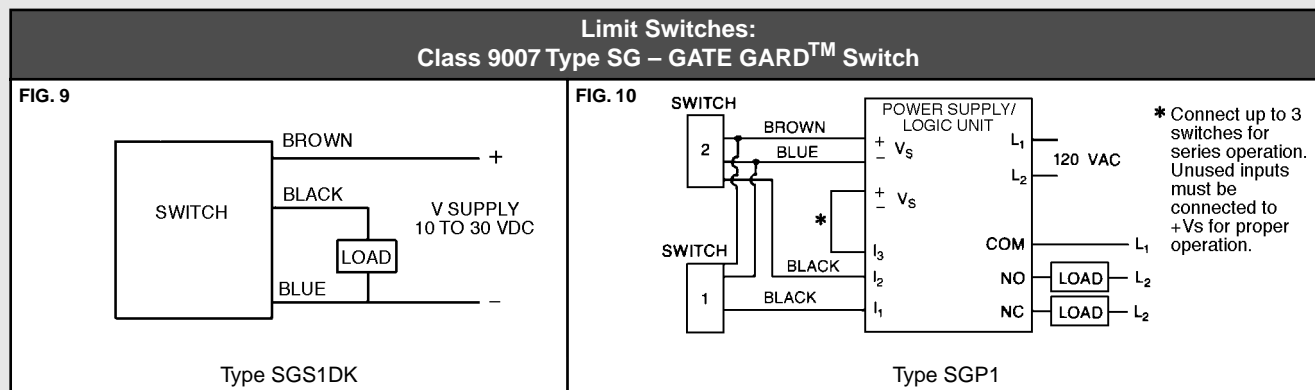 Limit Switches:
Class 9007 Type SG – GATE GARD™ Switch
FIG. 9
BROWN
+
BLACK
SWITCH
V SUPPLY
10 TO 30 VDC
LOAD
BLUE
–
Type SGS1DK
FIG. 10
SWITCH
2
BROWN
BLUE
POWER SUPPLY/
LOGIC UNIT
+
– VS
+
– VS
*
I3
I2
I1
SWITCH
1
BLACK
BLACK
L1
L2
120 VAC
COM
L1
NO
LOAD
L2
NC
LOAD
L2
* Connect up to 3
switches for
series operation.
Unused inputs
must be
connected to
+Vs for proper
operation.
Type SGP1